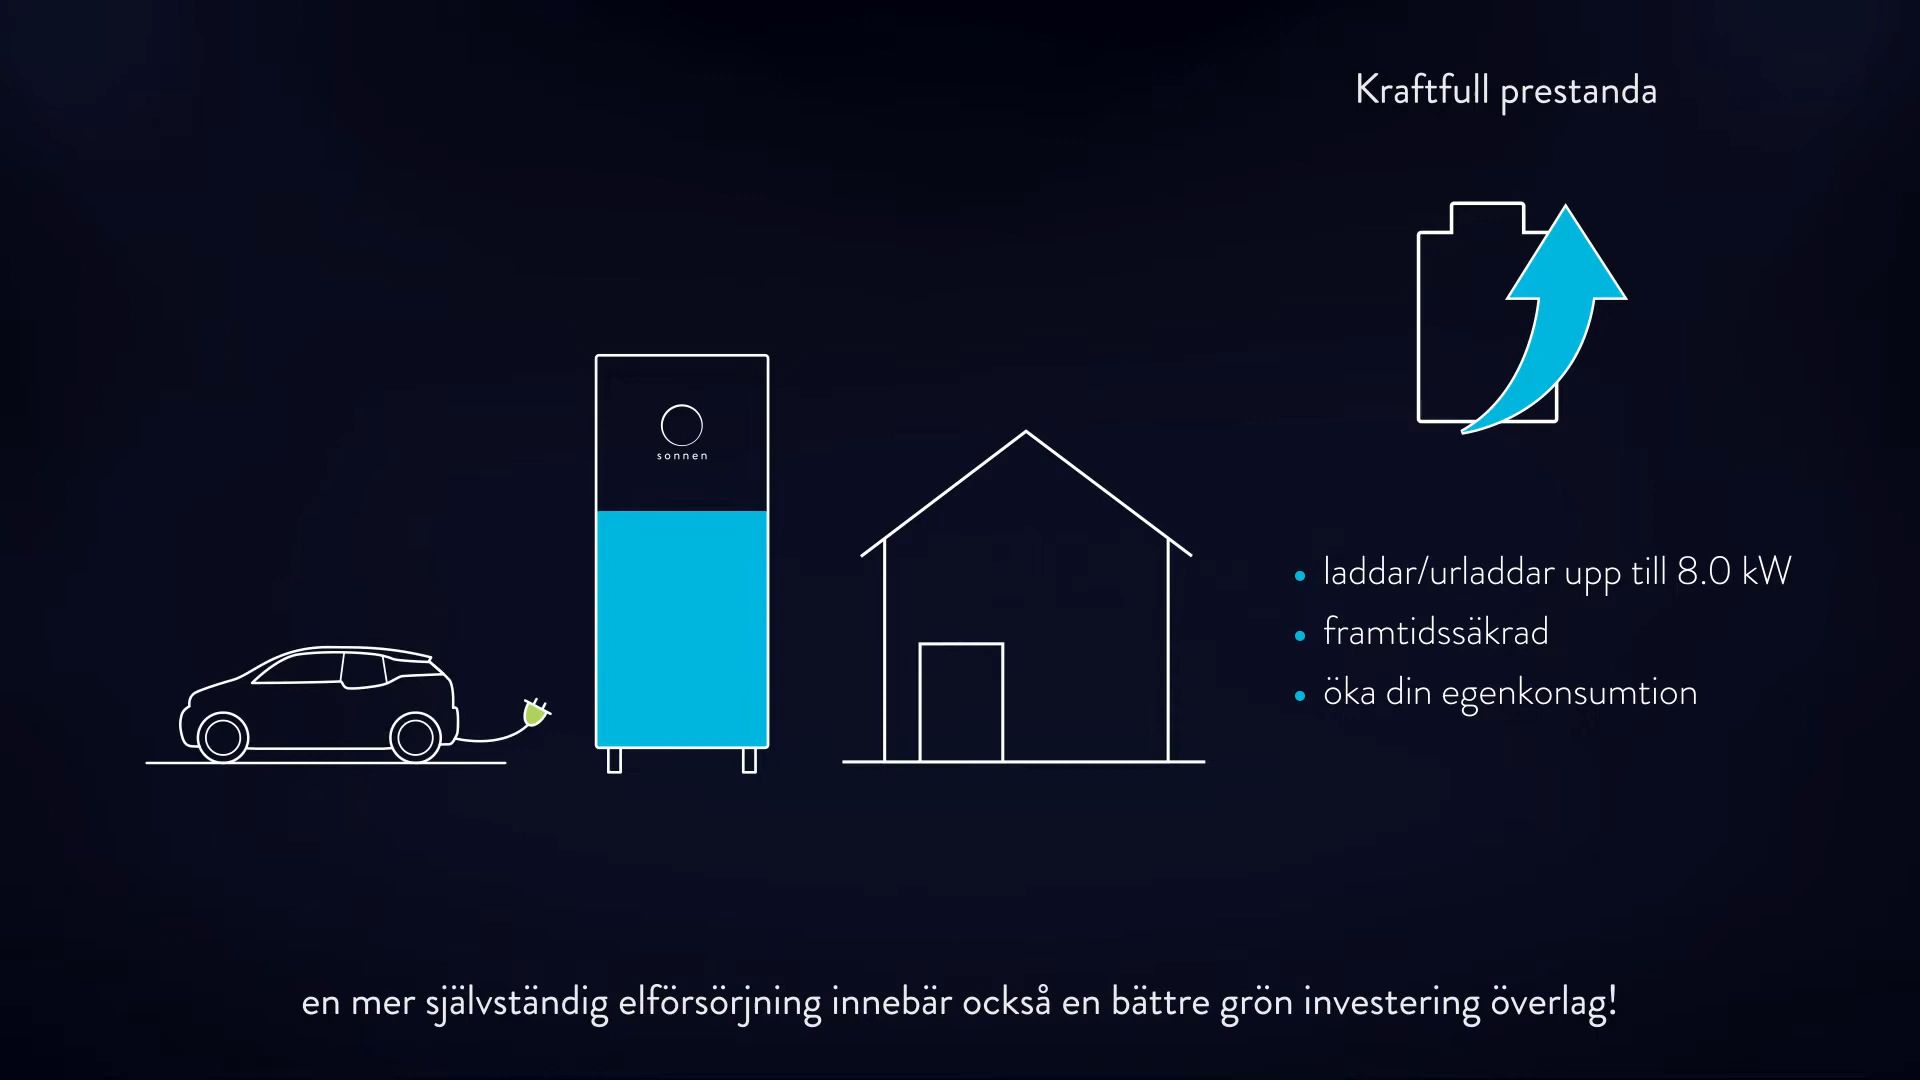 Kraftfull prestanda
sonnen
laddar/urladdar upp till 8.0 kW
framtidssäkrad
öka din egenkonsumtion
en mer självständig elförsörjning innebär också en bättre grön investering överlag!